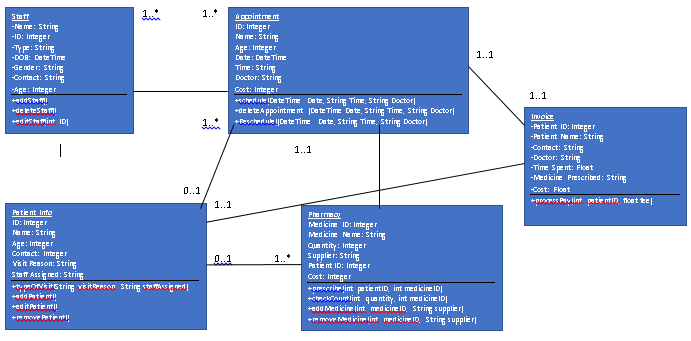 Staff
-Name: String
-ID: Integer
-Type: String
-DOB: DateTime
-Gender: String
-Contact: String
-Age: Integer
+addStaff()
+deleteStaff()
+editStaff(int ID)
1..*
1..*
Appointment
ID: Integer
Name: String
Age: Integer
Date: DateTime
Time: String
Doctor: String
Cost: Integer
+schedule(DateTime Date, String Time, String Doctor)
+deleteAppointment (DateTime Date, String Time, String Doctor)
+Reschedule(DateTime Date, String Time, String Doctor)
1..1
1..1
Invoice
-Patient ID: Integer
-Patient Name: String
-Contact: String
-Doctor: String
-Time Spent: Float
-Medicine Prescribed: String
-Cost: Float
+processPay(int patientID, float fee)
1..*
1..1
0..1
1..1
Patient Info
ID: Integer
Name: String
Age: Integer
Contact: Integer
Visit Reason: String
Staff Assigned: String
+typeOfVisit(String visitReason, String staffAssigned)
+addPatient()
+editPatient()
+removePatient()
0..1
1..*
Pharmacy
Medicine ID: Integer
Medicine Name: String
Quantity: Integer
Supplier: String
Patient ID: Integer
Cost: Integer
+prescribe(int patientID, int medicineID)
+checkCount(int quantity, int medicineID)
+addMedicine(int medicineID, String supplier)
+removeMedicine(int medicineID, String supplier)